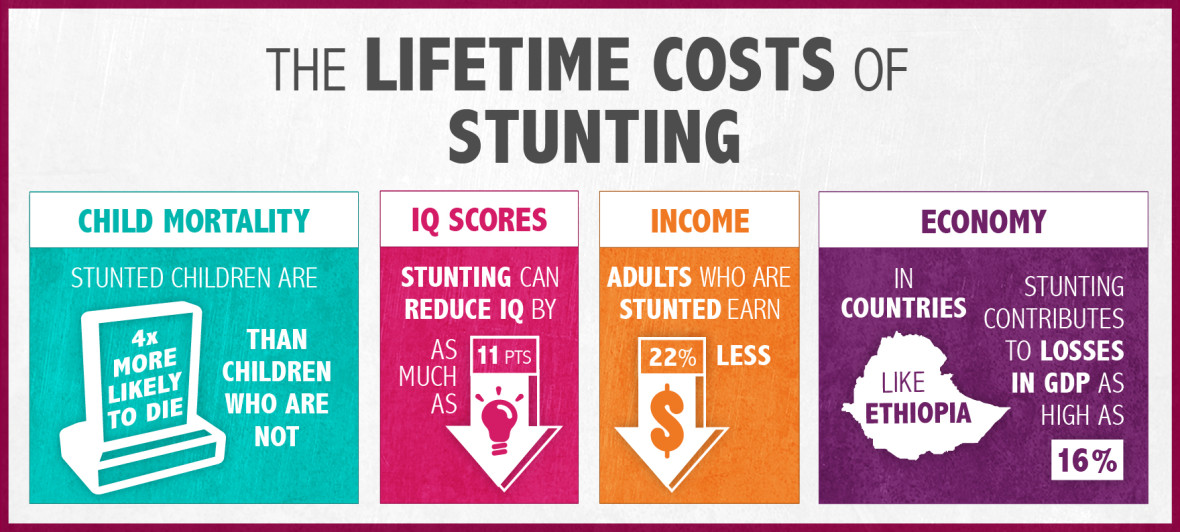 THE LIFETIME COSTS OF
STUNTING
CHILD MORTALITY
STUNTED CHILDREN ARE
4x
MORE
LIKELY
TO DIE
THAN
CHILDREN
WHO ARE
NOT
IQ SCORES
STUNTING CAN
REDUCE IQ BY
AS
MUCH
AS
11 PTS
INCOME
ADULTS WHO ARE
STUNTED EARN
22%
LESS
ECONOMY
IN
COUNTRIES
LIKE
ETHIOPIA
STUNTING
CONTRIBUTES
TO LOSSES
IN GDP AS
HIGH AS
16%